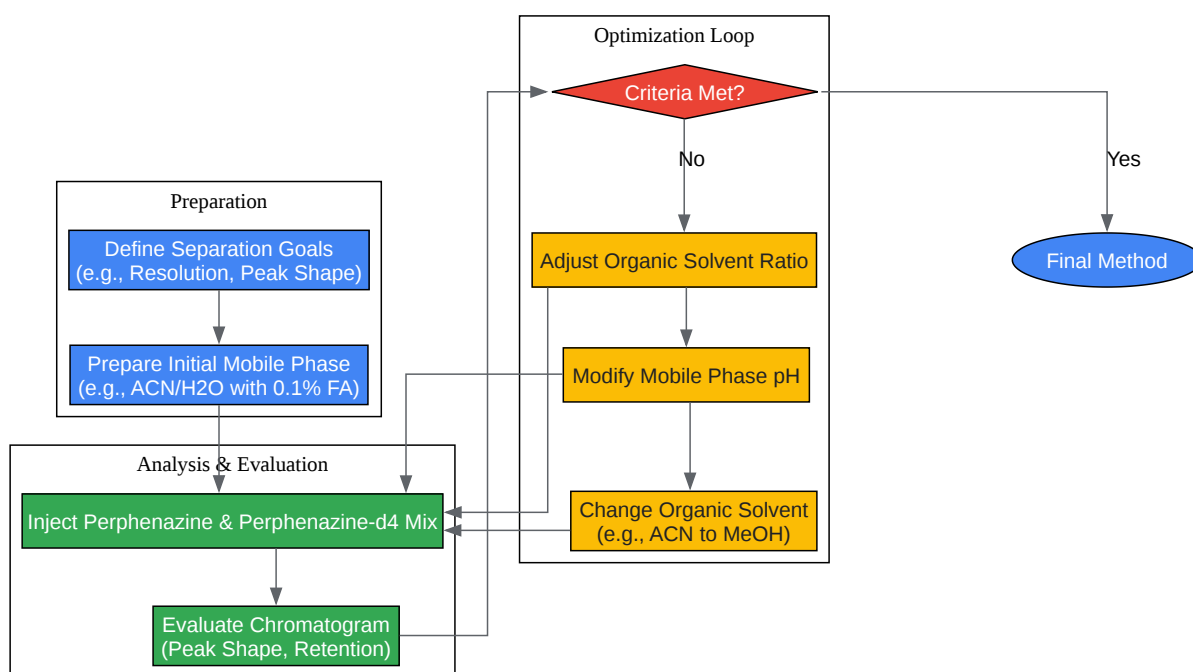 Optimization Loop
Criteria Met?
No
Yes
Preparation
Define Separation Goals
(e.g., Resolution, Peak Shape)
Adjust Organic Solvent Ratio
Final Method
Prepare Initial Mobile Phase
(e.g., ACN/H2O with 0.1% FA)
Modify Mobile Phase pH
Analysis & Evaluation
Inject Perphenazine & Perphenazine-d4 Mix
Change Organic Solvent
(e.g., ACN to MeOH)
Evaluate Chromatogram
(Peak Shape, Retention)